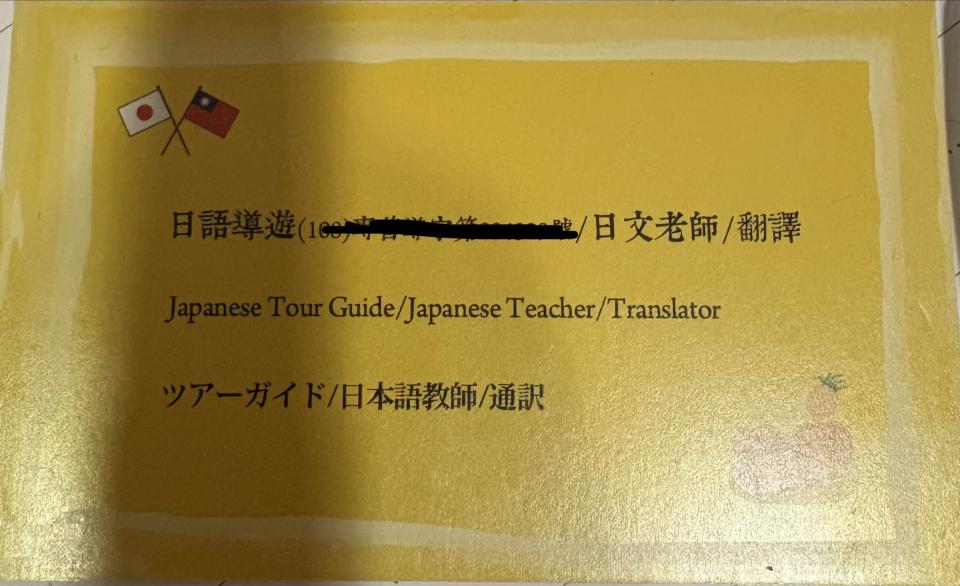 日語導遊/日文老師/翻譯
Japanese Tour Guide/Japanese Teacher/Translator
ツアーガイド/日本語教師/通訳